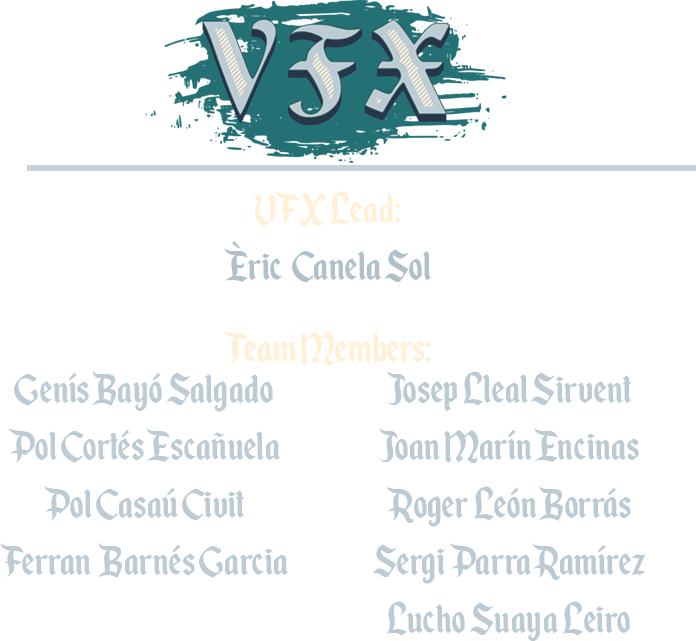 VFX
VFX Lead:
Èric Canela Sol
Team Members:
Genís Bayó Salgado
Pol Cortés Escañuela
Pol Casaú Civit
Ferran Barnés Garcia
Josep Lleal Sirvent
Joan Marín Encinas
Roger León Borrás
Sergi Parra Ramírez
Lucho Suaya Leiro